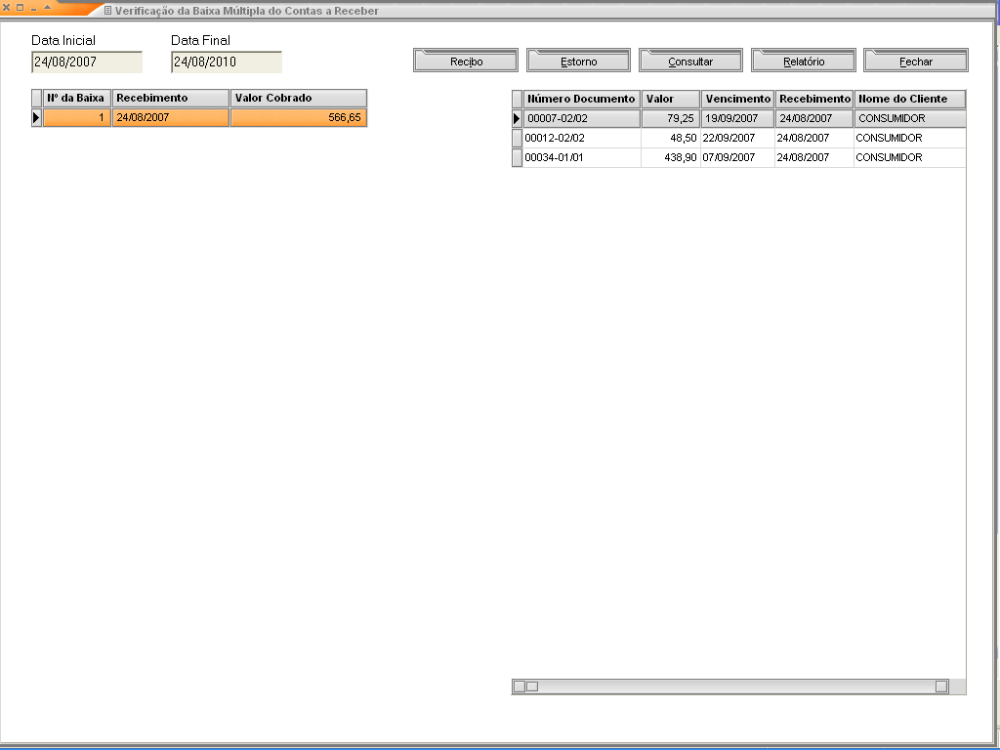 Verificação da Baixa Múltipla do Contas a Receber
Data Inicial Data Final
24/08/2007 24/08/2010
Recibo Estorno Consultar Relatório Fechar
Nº da Baixa Recebimento Valor Cobrado
1 24/08/2007 566,65
Número Documento Valor Vencimento Recebimento Nome do Cliente
00007-02/02 79,25 19/09/2007 24/08/2007 CONSUMIDOR
00012-02/02 48,50 22/09/2007 24/08/2007 CONSUMIDOR
00034-01/01 438,90 07/09/2007 24/08/2007 CONSUMIDOR